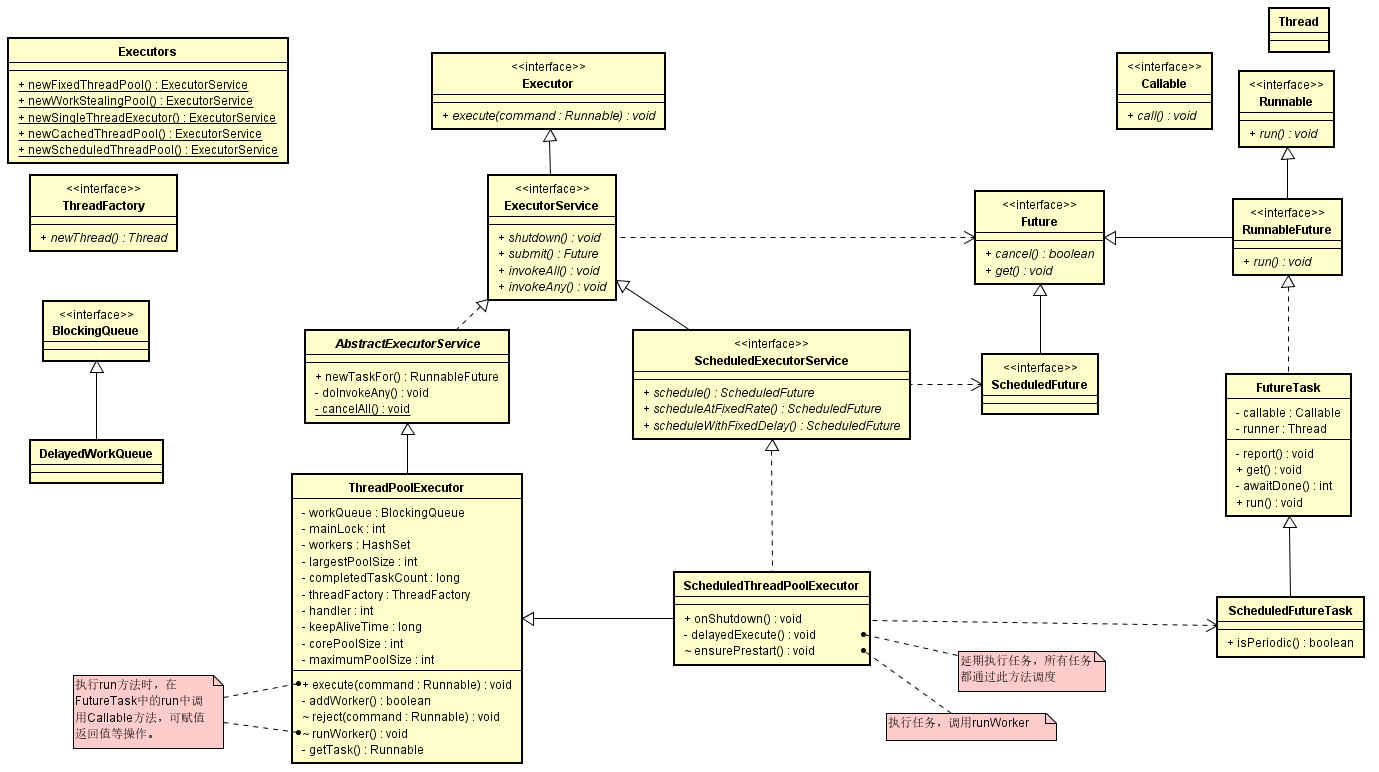 Executors
+ newFixedThreadPool() : ExecutorService
+ newWorkStealingPool() : ExecutorService
+ newSingleThreadExecutor() : ExecutorService
+ newCachedThreadPool() : ExecutorService
+ newScheduledThreadPool() : ExecutorService
<<interface>>
ThreadFactory
+ newThread() : Thread
<<interface>>
BlockingQueue
DelayedWorkQueue
<<interface>>
Executor
+ execute(command : Runnable) : void
<<interface>>
ExecutorService
+ shutdown() : void
+ submit() : Future
+ invokeAll() : void
+ invokeAny() : void
AbstractExecutorService
+ newTaskFor() : RunnableFuture
- doInvokeAny() : void
- cancelAll() : void
<<interface>>
ScheduledExecutorService
+ schedule() : ScheduledFuture
+ scheduleAtFixedRate() : ScheduledFuture
+ scheduleWithFixedDelay() : ScheduledFuture
ThreadPoolExecutor
- workQueue : BlockingQueue
- mainLock : int
- workers : HashSet
- largestPoolSize : int
- completedTaskCount : long
- threadFactory : ThreadFactory
- handler : int
- keepAliveTime : long
- corePoolSize : int
- maximumPoolSize : int
+ execute(command : Runnable) : void
- addWorker() : boolean
~ reject(command : Runnable) : void
~ runWorker() : void
- getTask() : Runnable
执行run方法时，在
FutureTask中的run中调
用Callable方法，可赋值
返回值等操作。
ScheduledThreadPoolExecutor
+ onShutdown() : void
- delayedExecute() : void
~ ensurePrestart() : void
延期执行任务，所有任务
都通过此方法调度
执行任务，调用runWorker
Thread
<<interface>>
Callable
+ call() : void
<<interface>>
Runnable
+ run() : void
<<interface>>
Future
+ cancel() : boolean
+ get() : void
<<interface>>
RunnableFuture
+ run() : void
<<interface>>
ScheduledFuture
FutureTask
- callable : Callable
- runner : Thread
- report() : void
+ get() : void
- awaitDone() : int
+ run() : void
ScheduledFutureTask
+ isPeriodic() : boolean